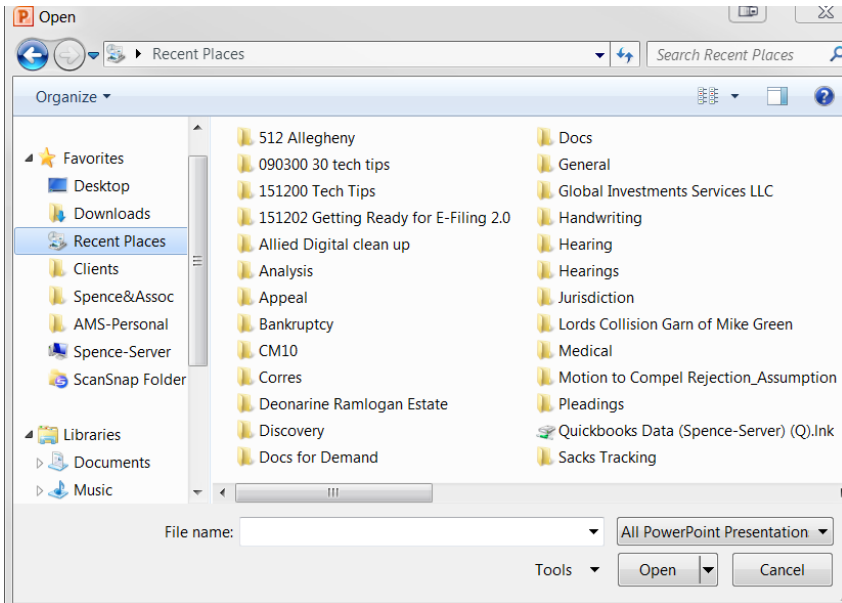 Open
Recent Places
Search Recent Places
Organize
Favorites
Desktop
Downloads
Recent Places
Clients
Spence&Assoc
AMS-Personal
Spence-Server
ScanSnap Folder
Libraries
Documents
Music
512 Allegheny
090300 30 tech tips
151200 Tech Tips
151202 Getting Ready for E-Filing 2.0
Allied Digital clean up
Analysis
Appeal
Bankruptcy
CM10
Corres
Deonarine Ramlogan Estate
Discovery
Docs for Demand
Docs
General
Global Investments Services LLC
Handwriting
Hearing
Hearings
Jurisdiction
Lords Collision Garn of Mike Green
Medical
Motion to Compel Rejection_Assumption
Pleadings
Quickbooks Data (Spence-Server) (Q).lnk
Sacks Tracking
File name:
All PowerPoint Presentation
Tools
Open
Cancel